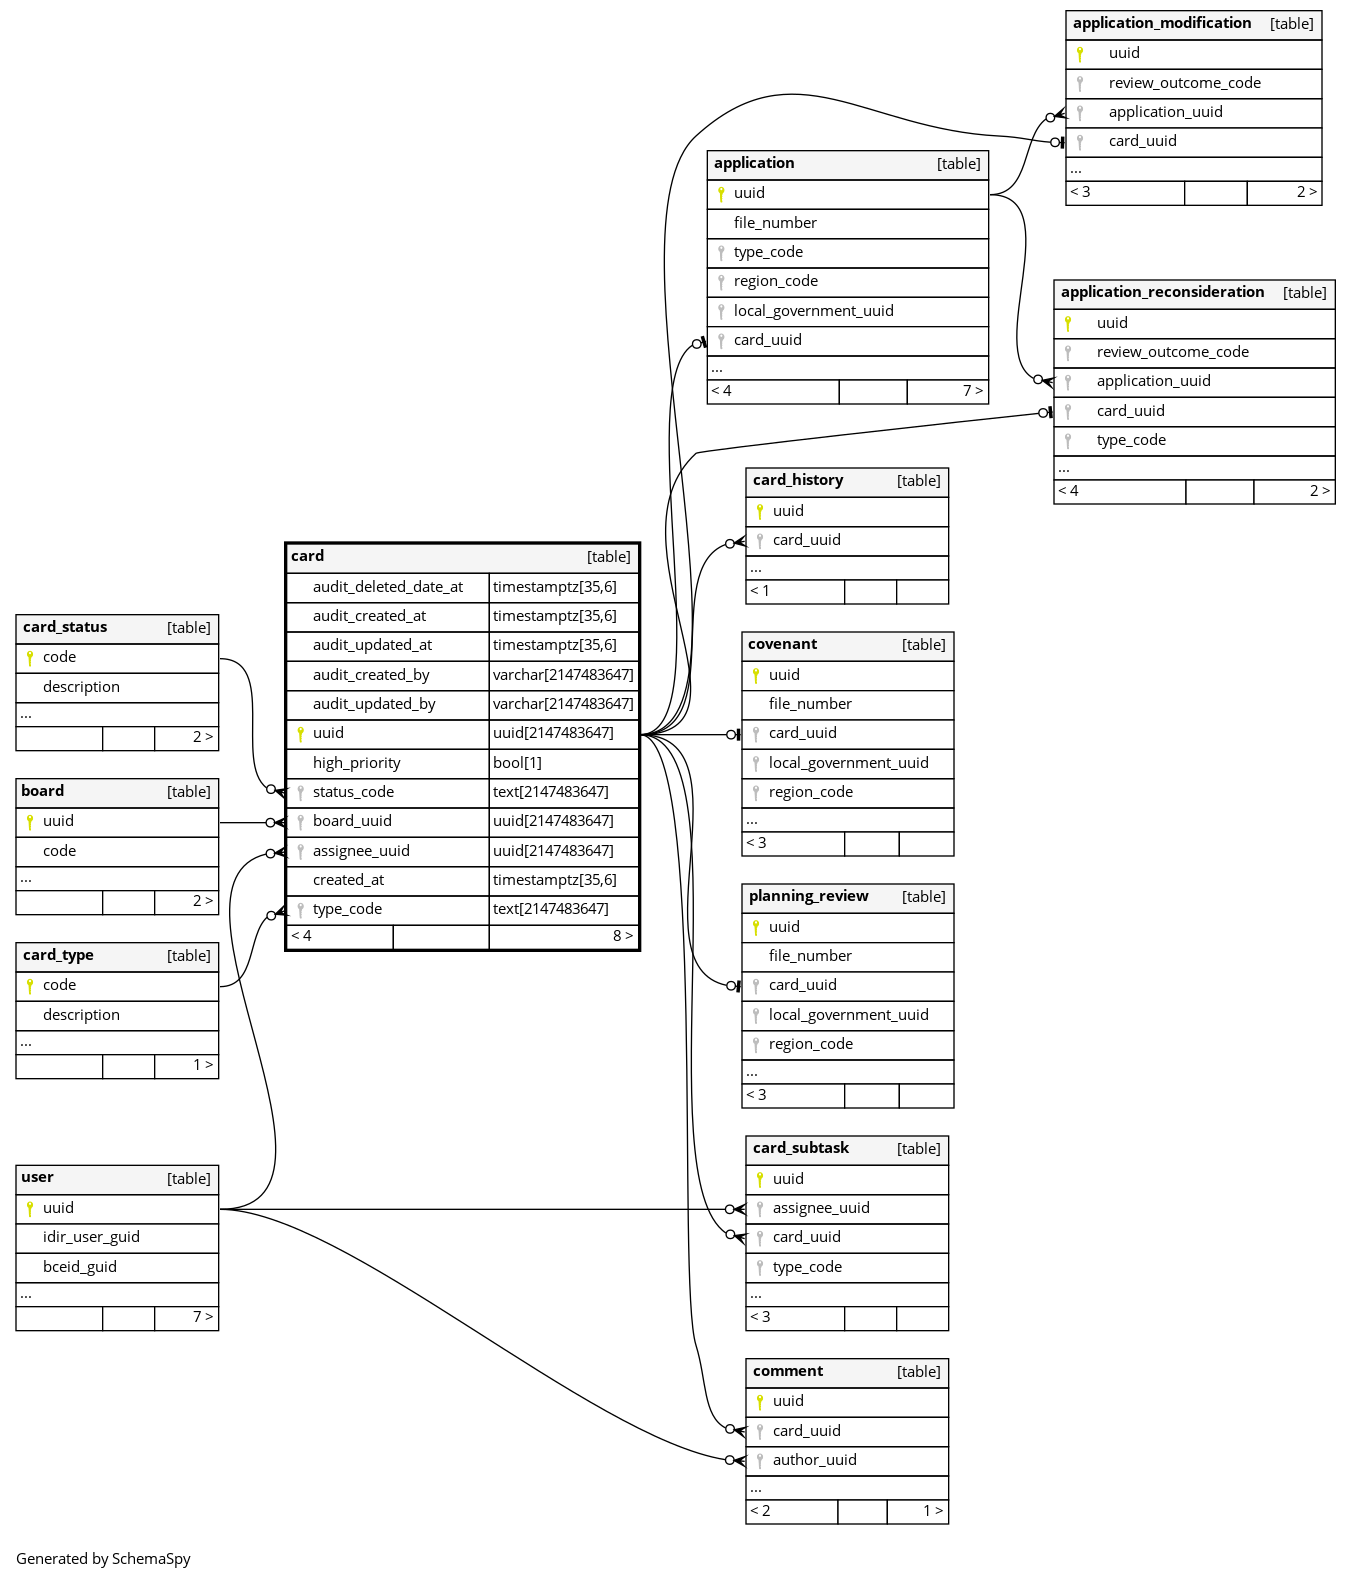 application_modification [table]
uuid
review_outcome_code
application_uuid
card_uuid
...
< 3 2 >
application [table]
uuid
file_number
type_code
region_code
local_government_uuid
card_uuid
...
< 4 7 >
application_reconsideration [table]
uuid
review_outcome_code
application_uuid
card_uuid
type_code
...
< 4 2 >
card_history [table]
uuid
card_uuid
...
< 1
card [table]
audit_deleted_date_at timestamptz[35,6]
audit_created_at timestamptz[35,6]
audit_updated_at timestamptz[35,6]
audit_created_by varchar[2147483647]
audit_updated_by varchar[2147483647]
uuid uuid[2147483647]
high_priority bool[1]
status_code text[2147483647]
board_uuid uuid[2147483647]
assignee_uuid uuid[2147483647]
created_at timestamptz[35,6]
type_code text[2147483647]
< 4 8 >
card_status [table]
code
description
...
2 >
board [table]
uuid
code
...
2 >
card_type [table]
code
description
...
1 >
user [table]
uuid
idir_user_guid
bceid_guid
...
7 >
covenant [table]
uuid
file_number
card_uuid
local_government_uuid
region_code
...
< 3
planning_review [table]
uuid
file_number
card_uuid
local_government_uuid
region_code
...
< 3
card_subtask [table]
uuid
assignee_uuid
card_uuid
type_code
...
< 3
comment [table]
uuid
card_uuid
author_uuid
...
< 2 1 >
Generated by SchemaSpy